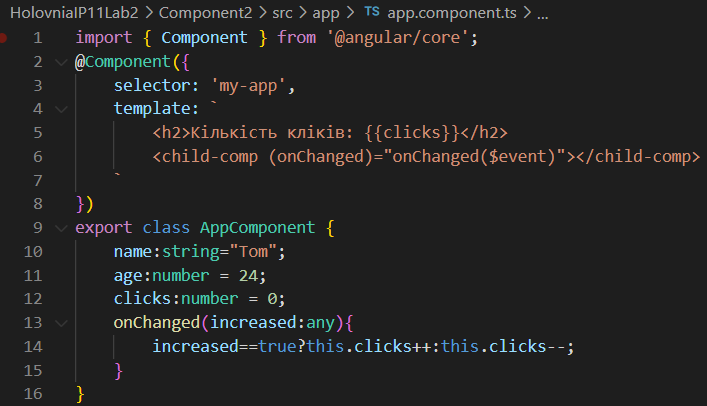 HolovniaIP11Lab2 > Component2 > src > app > TS app.component.ts > ...
1 import { Component } from '@angular/core';
2 @Component({
3     selector: 'my-app',
4     template: `
5         <h2>Кількість кліків: {{clicks}}</h2>
6         <child-comp (onChanged)="onChanged($event)"></child-comp>
7     `
8 })
9 export class AppComponent {
10     name:string="Tom";
11     age:number = 24;
12     clicks:number = 0;
13     onChanged(increased:any){
14         increased==true?this.clicks++:this.clicks--;
15     }
16 }